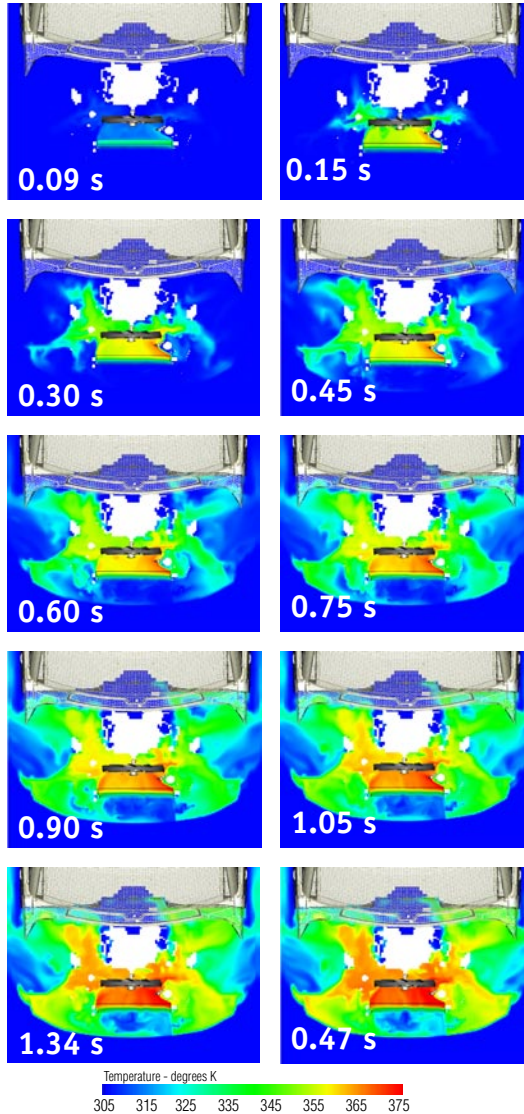 0.09 s
0.15 s
0.30 s
0.45 s
0.60 s
0.75 s
0.90 s
1.05 s
1.34 s
0.47 s
Temperature - degrees K
305 315 325 335 345 355 365 375